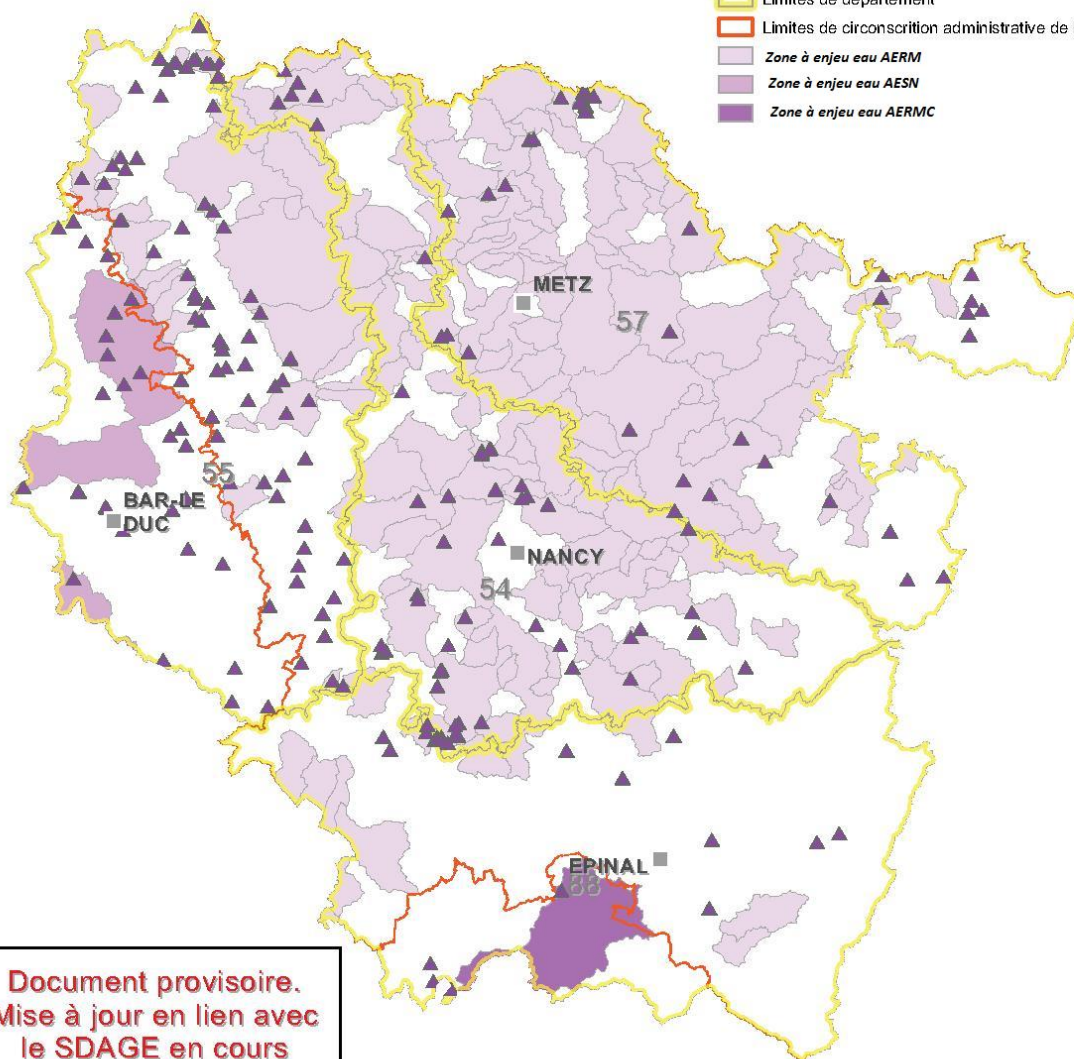 Limites de département
Limites de circonscrition administrative de
Zone à enjeu eau AERM
Zone à enjeu eau AESN
Zone à enjeu eau AERMC
METZ
57
55
BAR-LE
DUC
NANCY
54
EPINAL
88
Document provisoire.
Mise à jour en lien avec
le SDAGE en cours